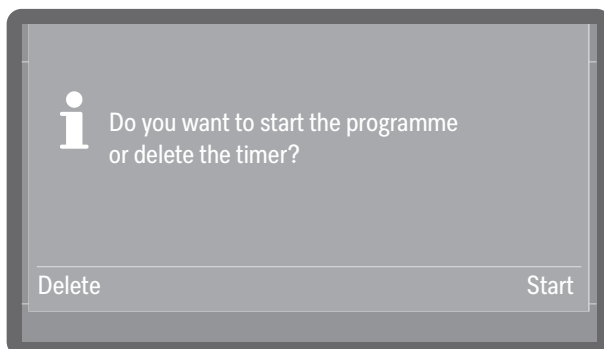 Do you want to start the programme
or delete the timer?
Delete
Start